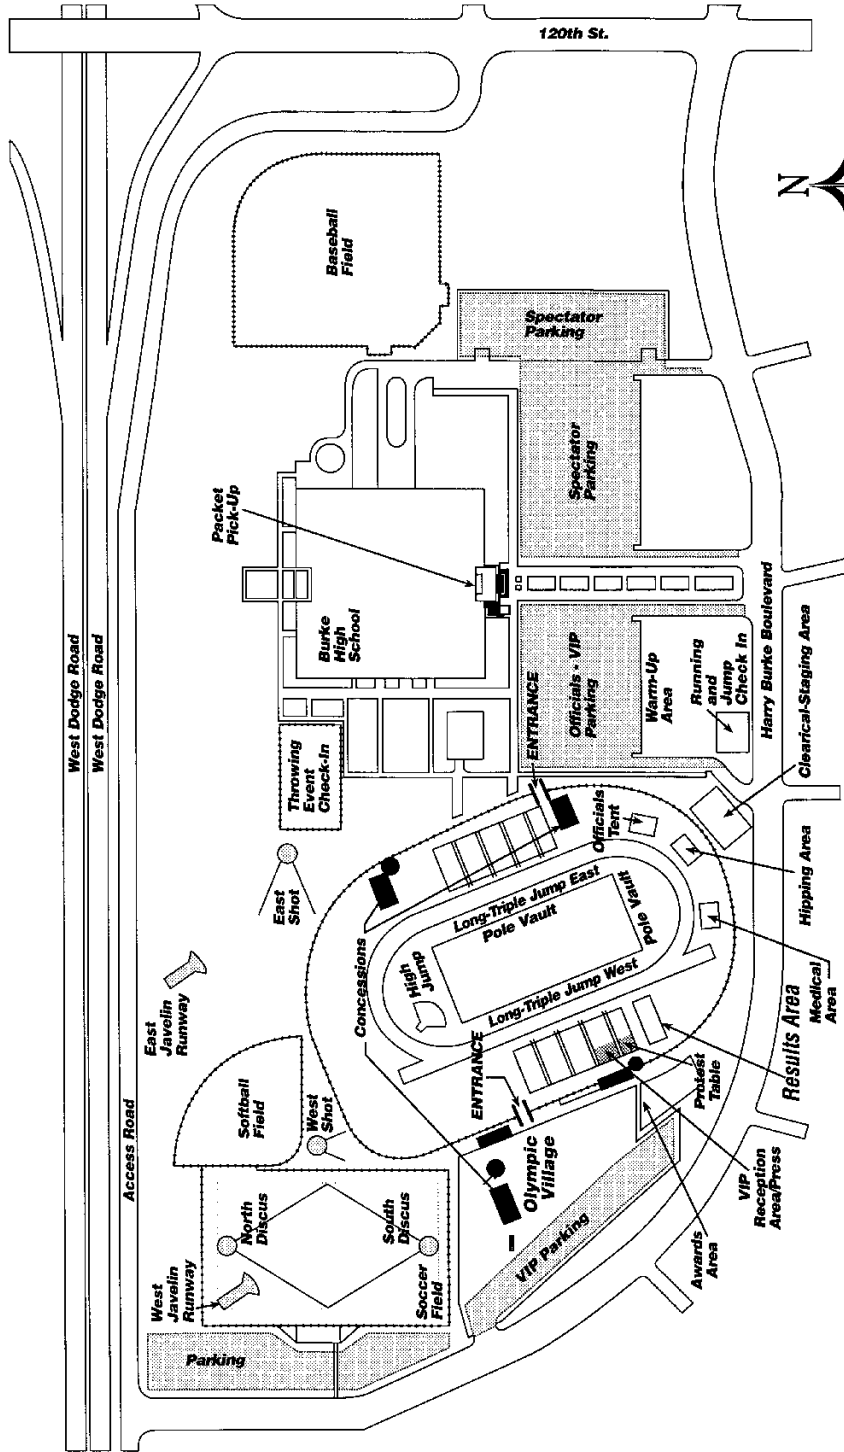 120th St.
West Dodge Road
West Dodge Road
Access Road
Baseball
Field
N
Spectator
Parking
Spectator
Parking
Packet
Pick-Up
Burke
High
School
Officials - VIP
Parking
Warm-Up
Area
Running
and
Jump
Check In
Harry Burke Boulevard
Clearical-Staging Area
Throwing
Event
Check-In
ENTRANCE
Officials
Tent
Hipping Area
Medical
Area
East
Shot
Long-Triple Jump East
Pole Vault
Pole Vault
High
Jump
Long-Triple Jump West
Concessions
East
Javelin
Runway
Results Area
Protest
Table
ENTRANCE
Softball
Field
West
Shot
Olympic
Village
VIP
Reception
Area/Press
Awards
Area
North
Discus
South
Discus
VIP Parking
West
Javelin
Runway
Soccer
Field
Parking